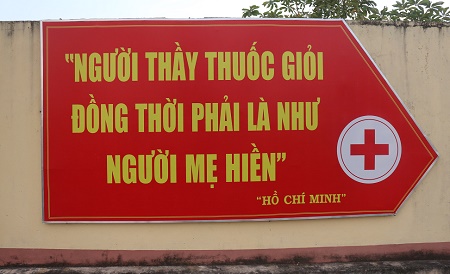 "NGƯỜI THẦY THUỐC GIỎI
ĐỒNG THỜI PHẢI LÀ NHƯ
NGƯỜI MẸ HIỀN"
"HỒ CHÍ MINH"